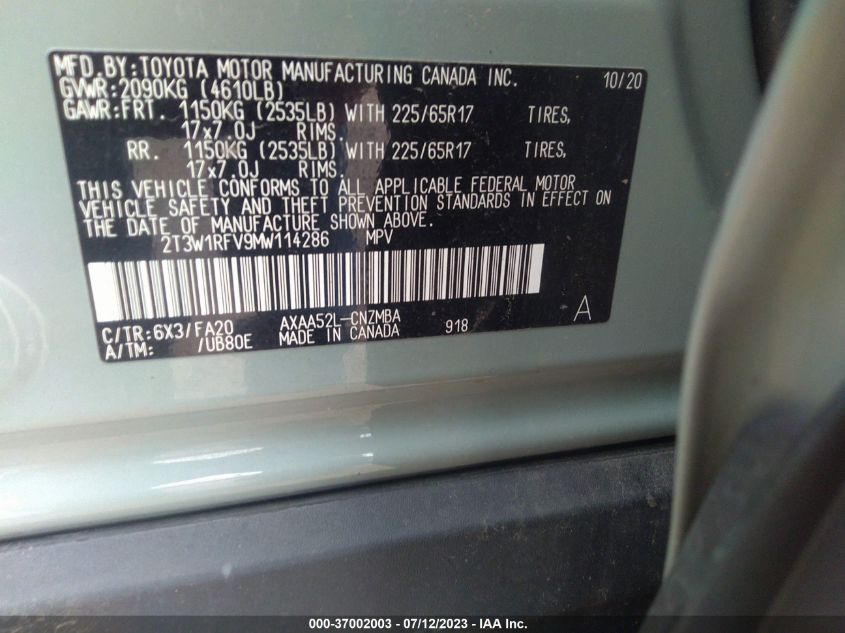 MFD.BY:TOYOTA MOTOR MANUFACTURING CANADA INC. 10/20
GVWR:2090KG (4610LB)
GAWR:FRT. 1150KG (2535LB) WITH 225/65R17 TIRES,
17x7.0J RIMS.
RR. 1150KG (2535LB) WITH 225/65R17 TIRES,
17x7.0J RIMS.
THIS VEHICLE CONFORMS TO ALL APPLICABLE FEDERAL MOTOR
VEHICLE SAFETY AND THEFT PREVENTION STANDARDS IN EFFECT ON
THE DATE OF MANUFACTURE SHOWN ABOVE.
2T3W1RFV9MW114286 MPV
C/TR:6X3/FA20 AXAA52L-CNZMBA 918 A
A/TM: /UB80E MADE IN CANADA
000-37002003 - 07/12/2023 - IAA Inc.